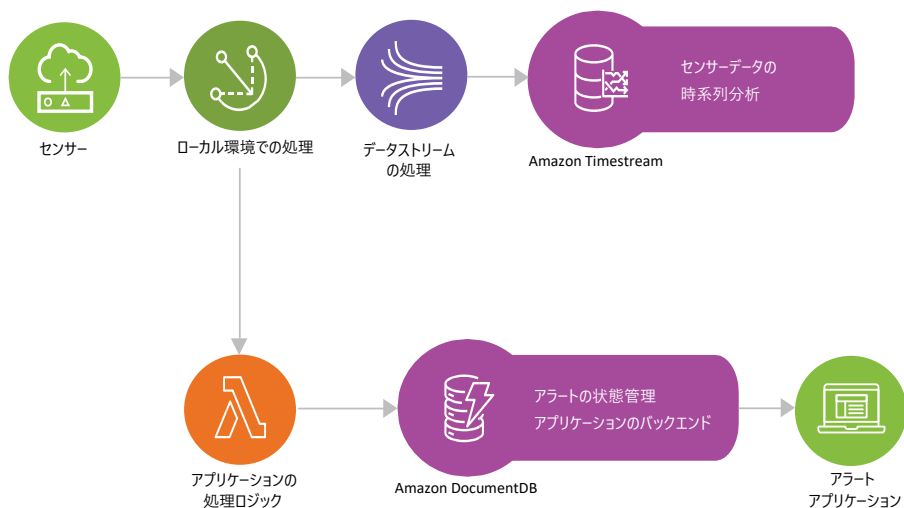 センサー
ローカル環境での処理
データストリーム
の処理
Amazon Timestream
センサーデータの
時系列分析
アプリケーションの
処理ロジック
Amazon DocumentDB
アラートの状態管理
アプリケーションのバックエンド
アラート
アプリケーション